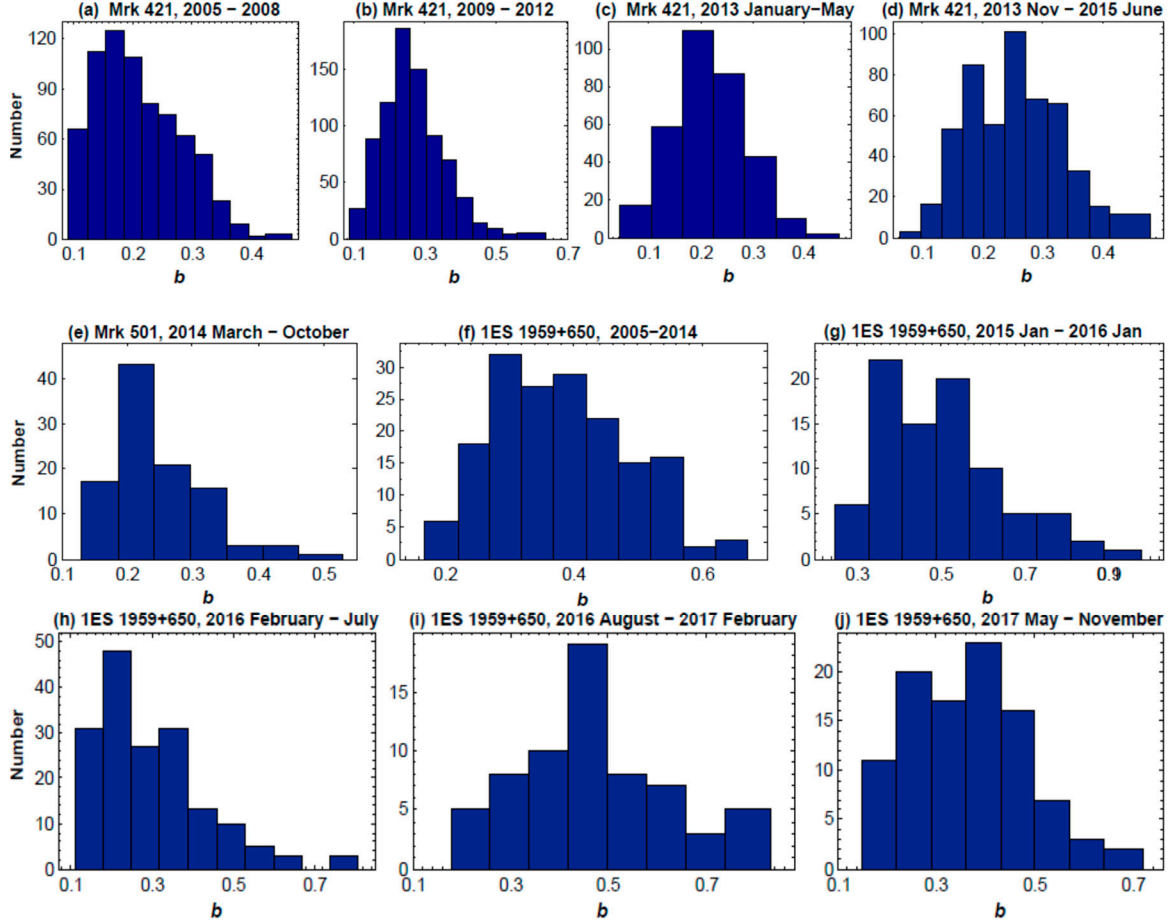 (a) Mrk 421, 2005 – 2008
(b) Mrk 421, 2009 – 2012
(c) Mrk 421, 2013 January–May
(d) Mrk 421, 2013 Nov – 2015 June
Number
120
90
60
30
0
0.1 0.2 0.3 0.4
b
150
100
50
0
0.1 0.3 0.5 0.7
b
100
80
60
40
20
0
0.1 0.2 0.3 0.4
b
100
80
60
40
20
0
0.1 0.2 0.3 0.4
b
(e) Mrk 501, 2014 March – October
(f) 1ES 1959+650, 2005–2014
(g) 1ES 1959+650, 2015 Jan – 2016 Jan
Number
40
30
20
10
0
0.1 0.2 0.3 0.4 0.5
b
30
25
20
15
10
5
0
0.2 0.4 0.6
b
20
15
10
5
0
0.3 0.5 0.7 0.9
b
(h) 1ES 1959+650, 2016 February – July
(i) 1ES 1959+650, 2016 August – 2017 February
(j) 1ES 1959+650, 2017 May – November
Number
50
40
30
20
10
0
0.1 0.3 0.5 0.7
b
15
10
5
0
0.1 0.3 0.5 0.7
b
20
15
10
5
0
0.1 0.3 0.5 0.7
b